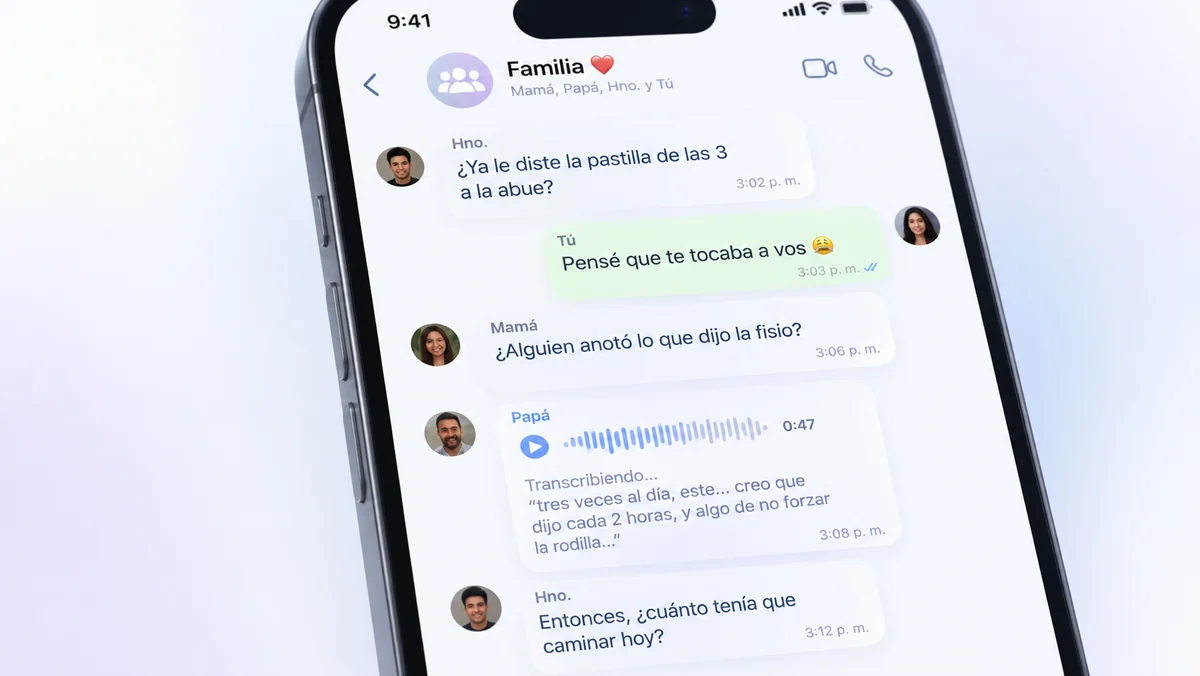 9:41
Familia ❤️
Mamá, Papá, Hno. y Tú
Hno.
¿Ya le diste la pastilla de las 3
a la abue?
3:02 p. m.
Tú
Pensé que te tocaba a vos 😩
3:03 p. m.
Mamá
¿Alguien anotó lo que dijo la fisio?
3:06 p. m.
Papá
0:47
Transcribiendo...
“tres veces al día, este... creo que
dijo cada 2 horas, y algo de no forzar
la rodilla...”
3:08 p. m.
Hno.
Entonces, ¿cuánto tenía que
caminar hoy?
3:12 p. m.